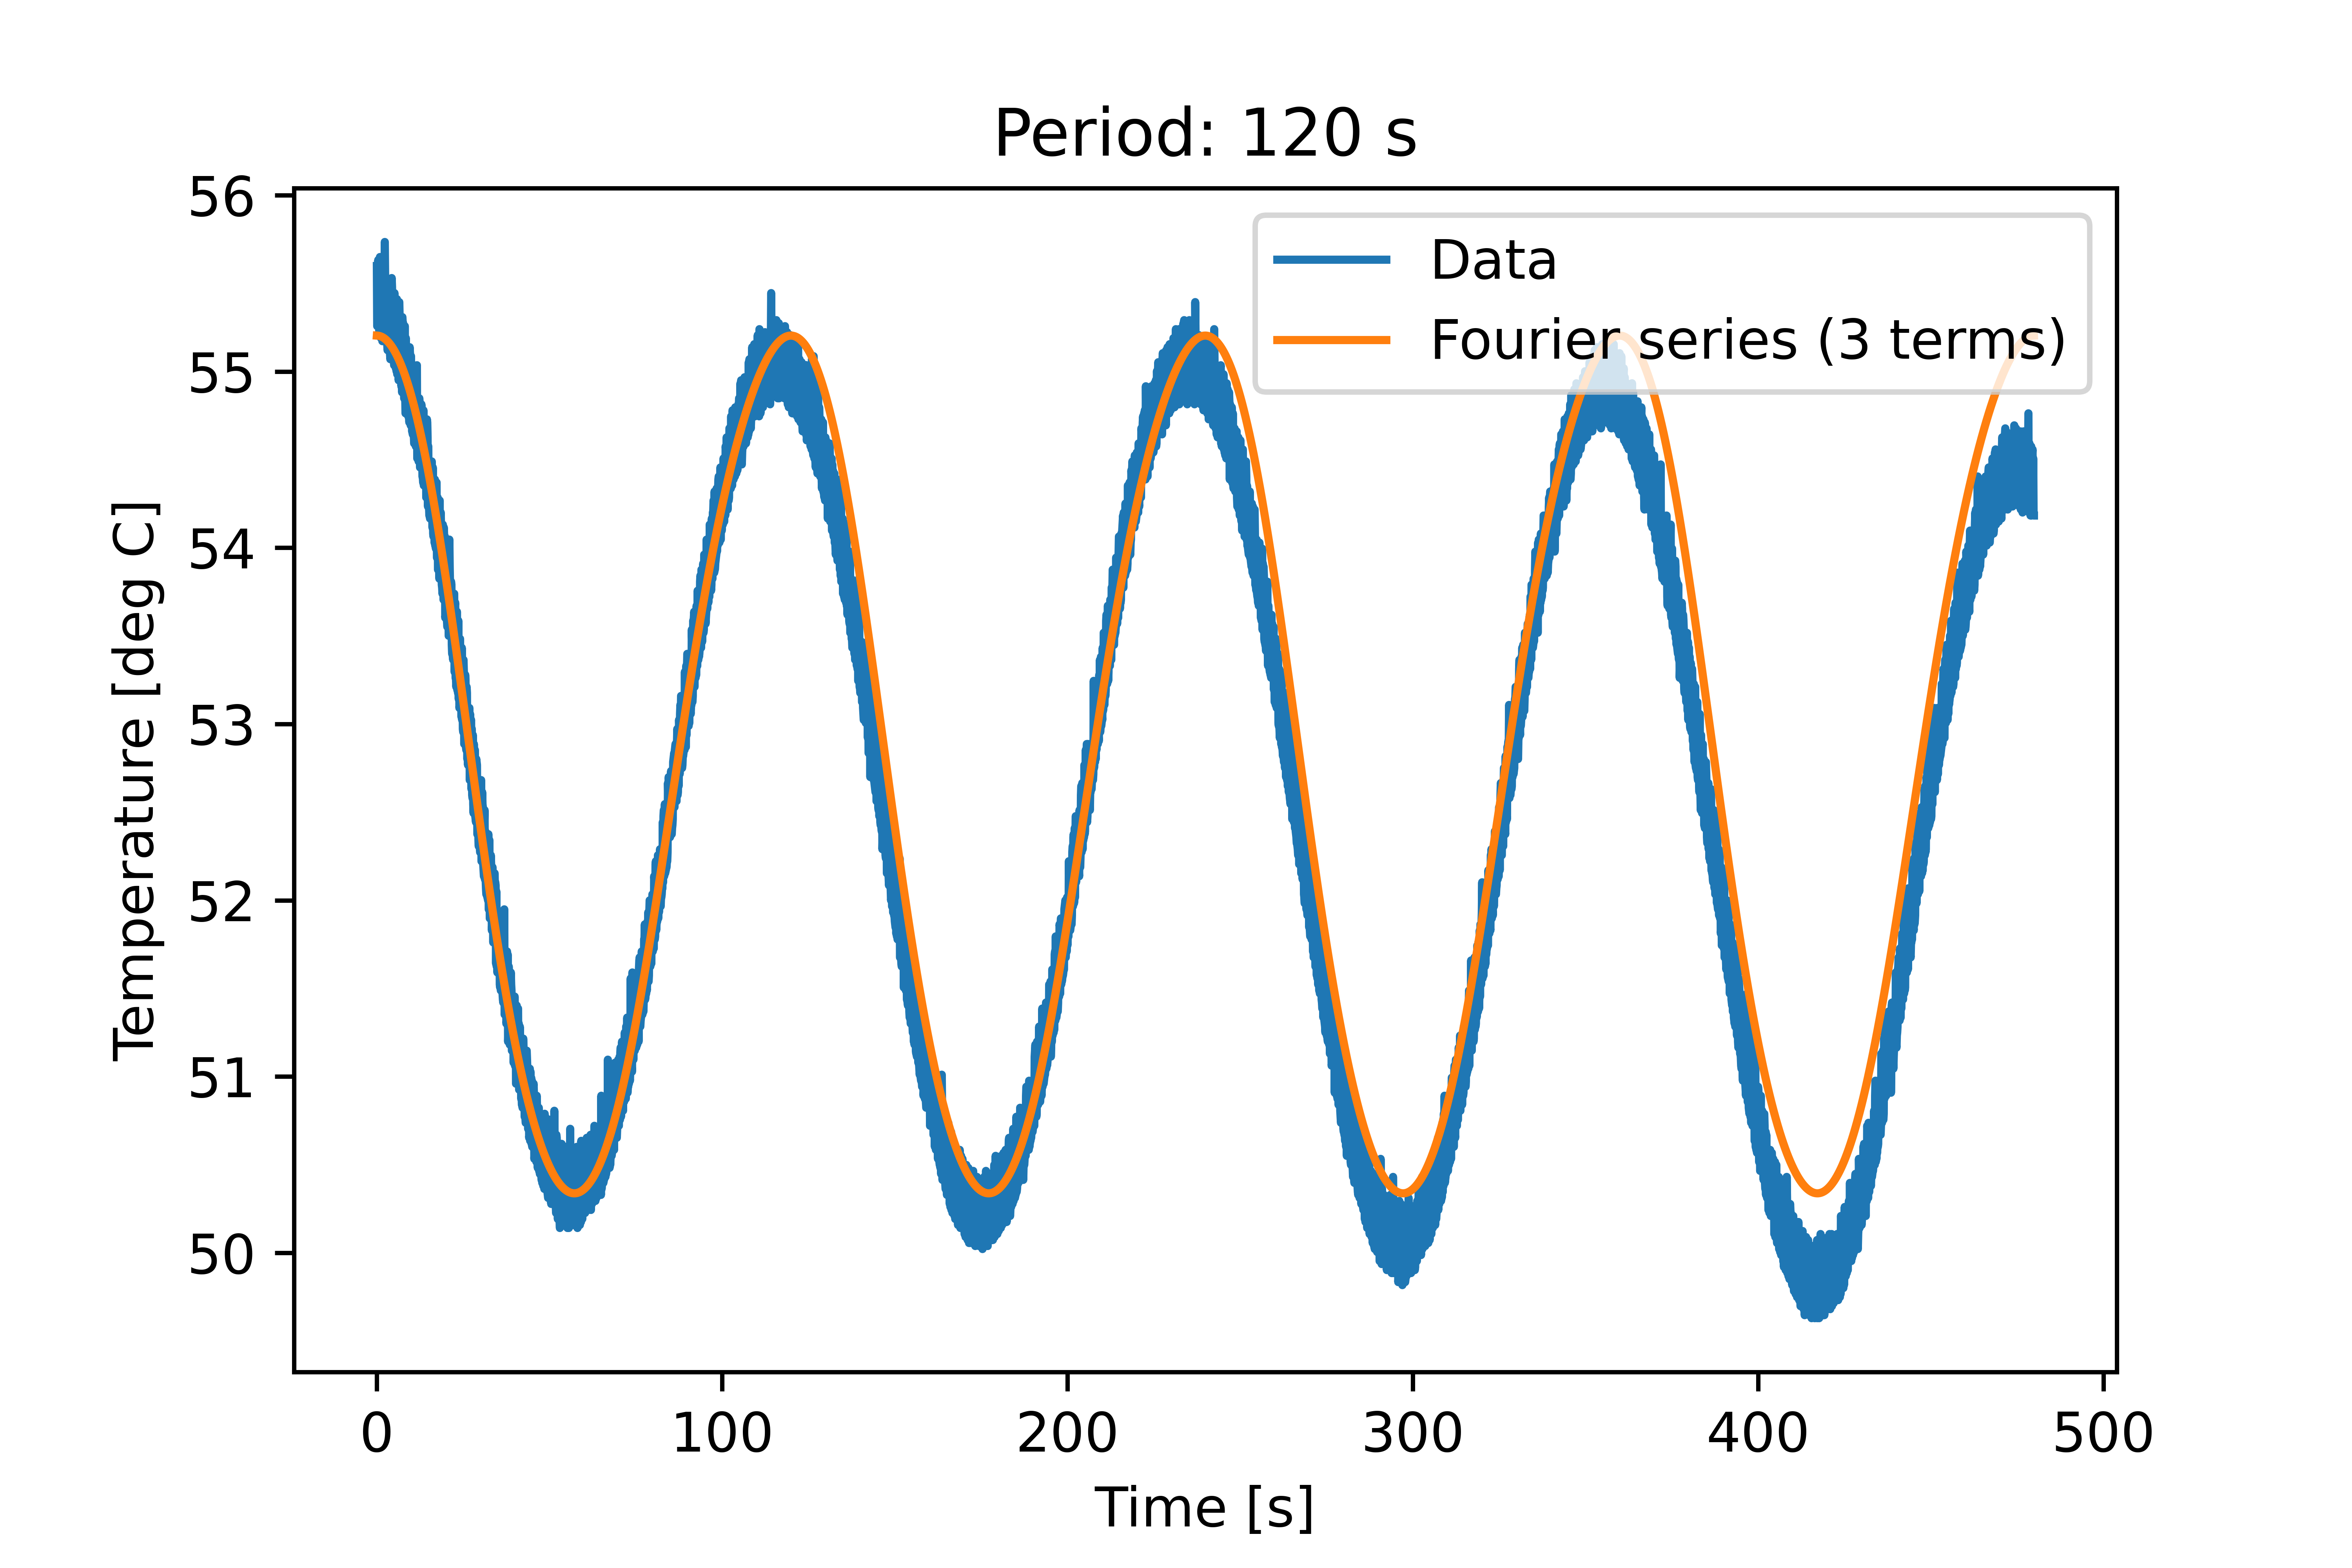 Period: 120 s
56
55
54
53
52
51
50
Temperature [deg C]
Data
Fourier series (3 terms)
0 100 200 300 400 500
Time [s]